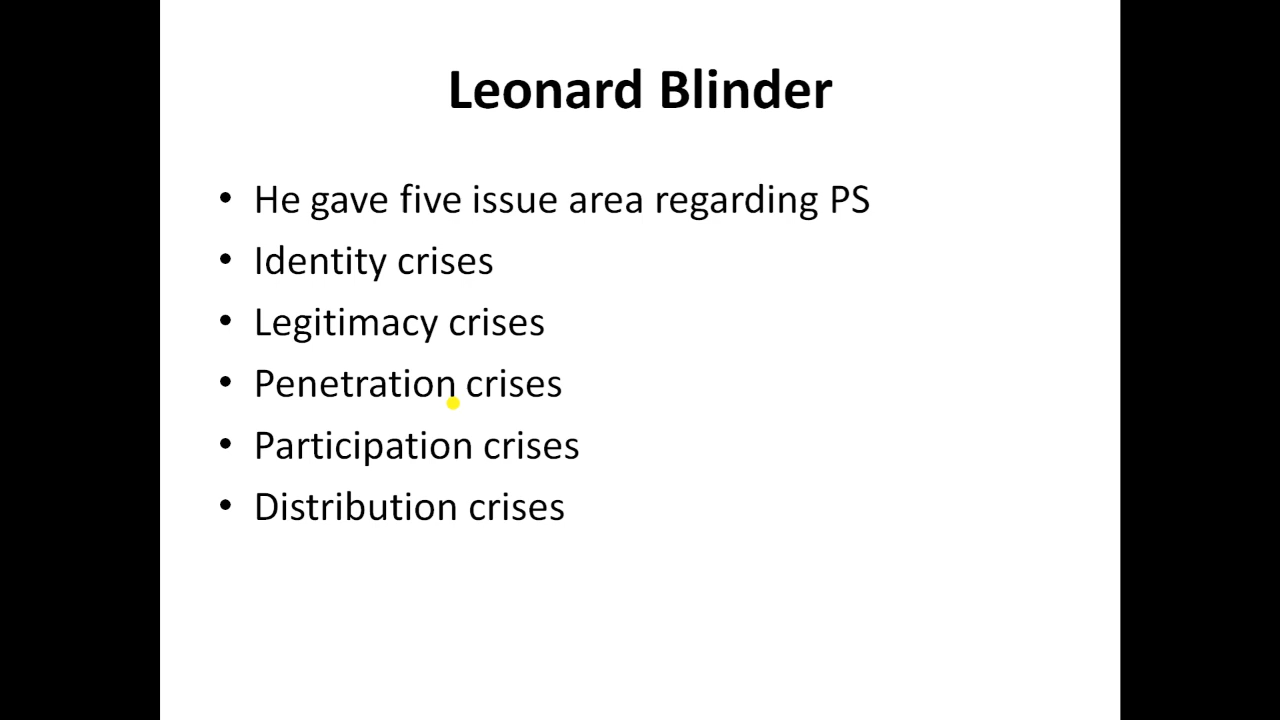 Leonard Blinder
• He gave five issue area regarding PS
• Identity crises
• Legitimacy crises
• Penetration crises
• Participation crises
• Distribution crises